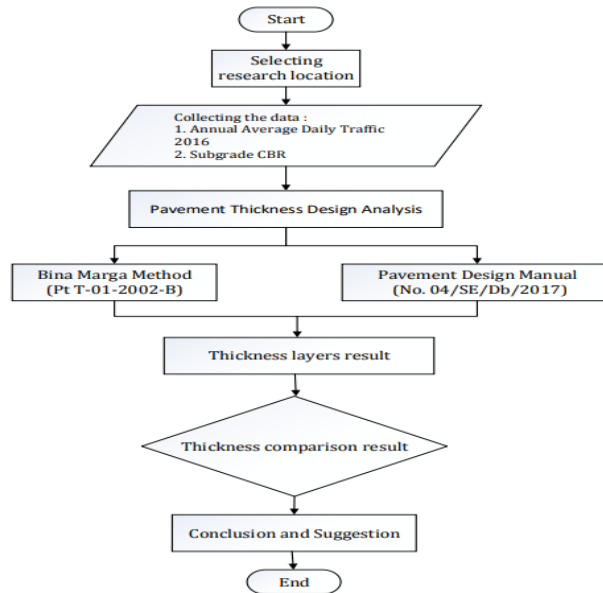 Start
Selecting
research location
Collecting the data :
1. Annual Average Daily Traffic
2016
2. Subgrade CBR
Pavement Thickness Design Analysis
Bina Marga Method
(Pt T-01-2002-B)
Pavement Design Manual
(No. 04/SE/Db/2017)
Thickness layers result
Thickness comparison result
Conclusion and Suggestion
End